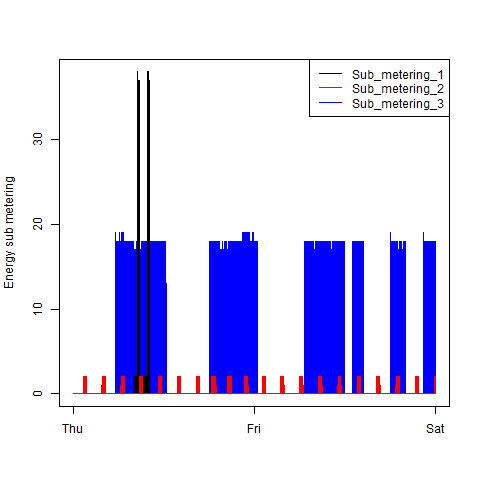 Sub_metering_1
Sub_metering_2
Sub_metering_3
Energy sub metering
30
20
10
0
Thu Fri Sat